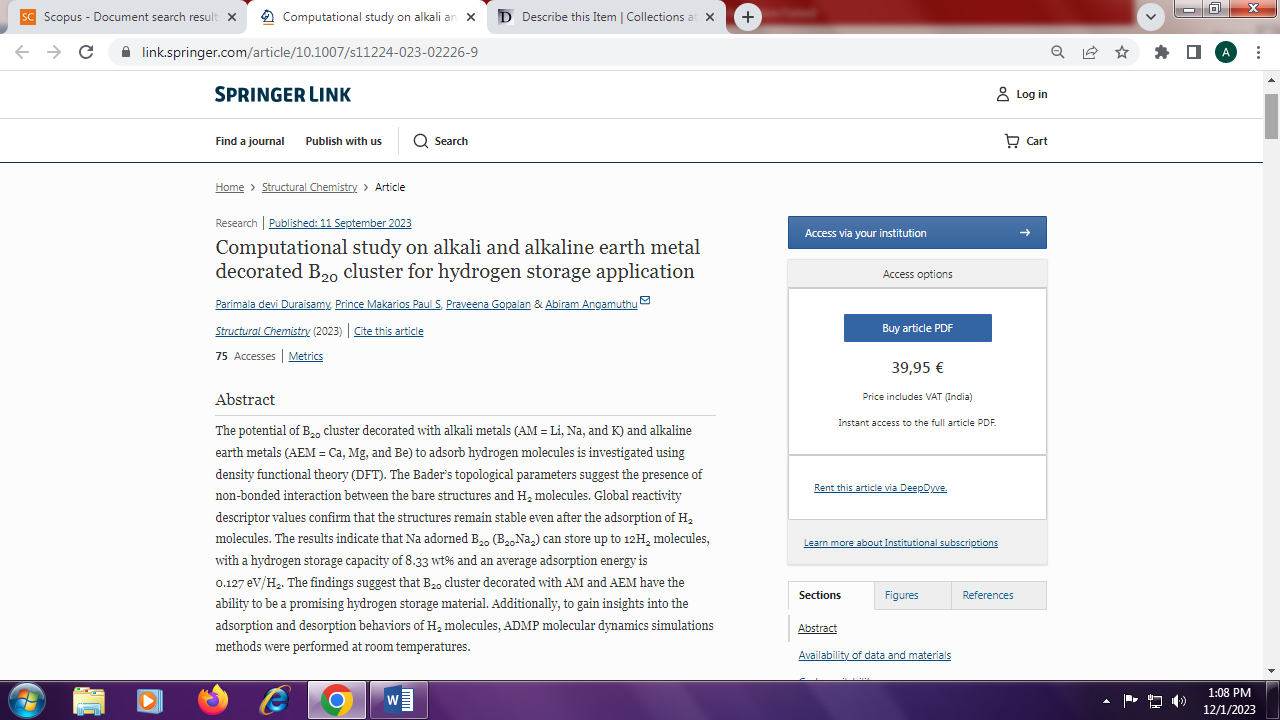 Scopus - Document search result
Computational study on alkali an
Describe this Item | Collections a
link.springer.com/article/10.1007/s11224-023-02226-9
A
SPRINGER LINK
Log in
Find a journal
Publish with us
Search
Cart
Home > Structural Chemistry > Article
Research | Published: 11 September 2023
Computational study on alkali and alkaline earth metal
decorated B₂₀ cluster for hydrogen storage application
Parimala devi Duraisamy, Prince Makarios Paul S, Praveena Gopalan & Abiram Angamuthu
Structural Chemistry (2023) | Cite this article
75 Accesses | Metrics
Abstract
The potential of B₂₀ cluster decorated with alkali metals (AM = Li, Na, and K) and alkaline
earth metals (AEM = Ca, Mg, and Be) to adsorb hydrogen molecules is investigated using
density functional theory (DFT). The Bader's topological parameters suggest the presence of
non-bonded interaction between the bare structures and H₂ molecules. Global reactivity
descriptor values confirm that the structures remain stable even after the adsorption of H₂
molecules. The results indicate that Na adorned B₂₀ (B₂₀Na₂) can store up to 12H₂ molecules,
with a hydrogen storage capacity of 8.33 wt% and an average adsorption energy is
0.127 eV/H₂. The findings suggest that B₂₀ cluster decorated with AM and AEM have the
ability to be a promising hydrogen storage material. Additionally, to gain insights into the
adsorption and desorption behaviors of H₂ molecules, ADMP molecular dynamics simulations
methods were performed at room temperatures.
Access via your institution
Access options
Buy article PDF
39,95 €
Price includes VAT (India)
Instant access to the full article PDF.
Rent this article via DeepDyve.
Learn more about Institutional subscriptions
Sections
Figures
References
Abstract
Availability of data and materials
1:08 PM
12/1/2023